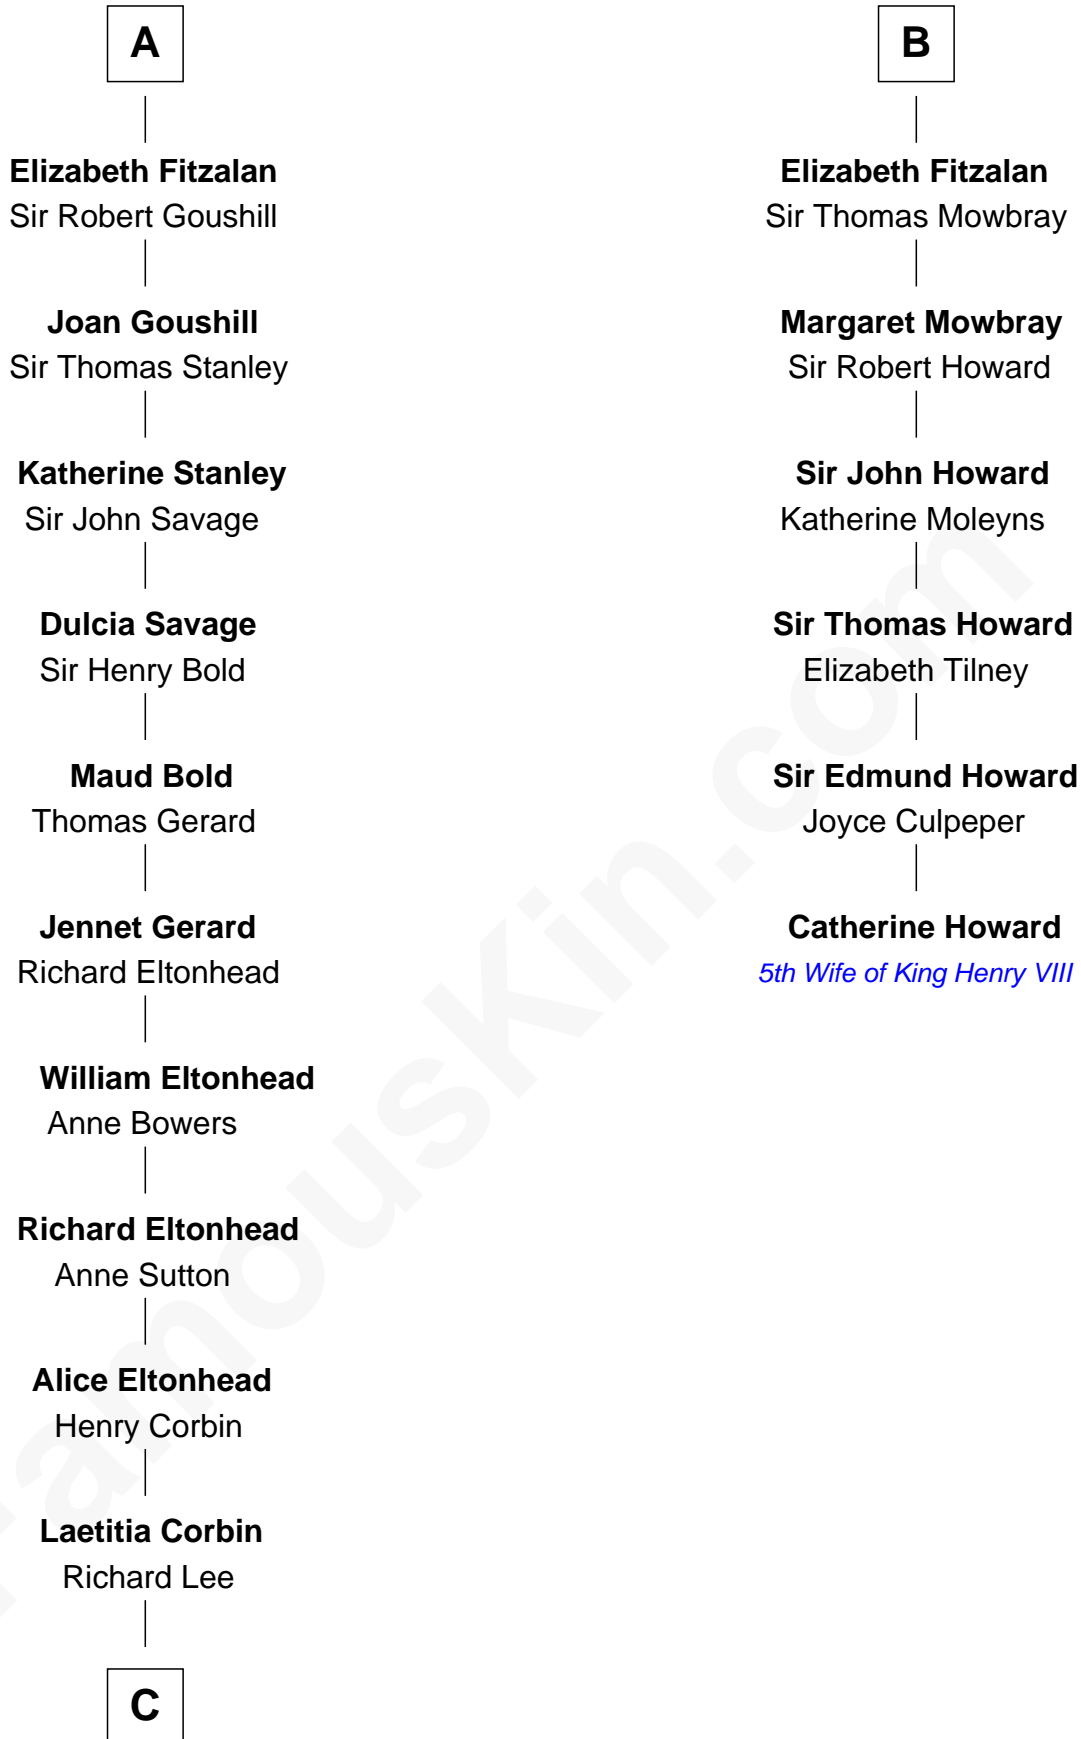 A
Elizabeth Fitzalan
Sir Robert Goushill
Joan Goushill
Sir Thomas Stanley
Katherine Stanley
Sir John Savage
Dulcia Savage
Sir Henry Bold
Maud Bold
Thomas Gerard
Jennet Gerard
Richard Eltonhead
William Eltonhead
Anne Bowers
Richard Eltonhead
Anne Sutton
Alice Eltonhead
Henry Corbin
Laetitia Corbin
Richard Lee
C
B
Elizabeth Fitzalan
Sir Thomas Mowbray
Margaret Mowbray
Sir Robert Howard
Sir John Howard
Katherine Moleyns
Sir Thomas Howard
Elizabeth Tilney
Sir Edmund Howard
Joyce Culpeper
Catherine Howard
5th Wife of King Henry VIII
FamousKin.com